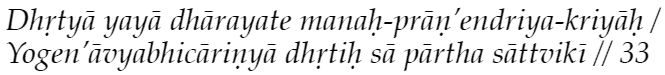 Dhṛtyā yayā dhārayate manaḥ-prāṇ’endriya-kriyāḥ /
Yogen’āvyabhicāriṇyā dhṛtiḥ sā pārtha sāttvikī // 33